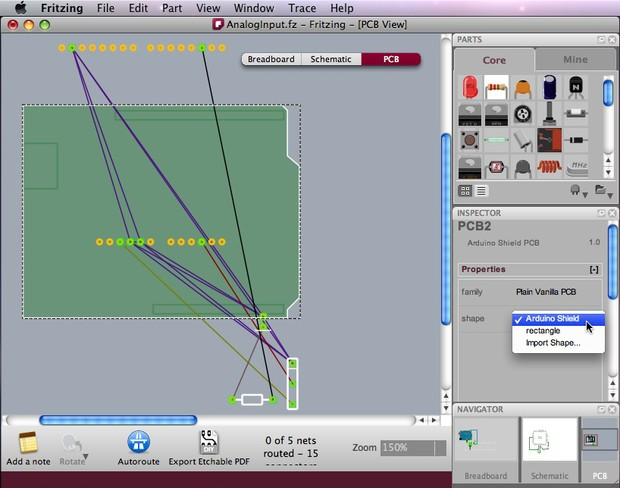 Fritzing File Edit Part View Window Trace Help
AnalogInput.fz - Fritzing - [PCB View]
Breadboard Schematic PCB
PARTS
Core Mine
MHz
INSPECTOR
PCB2
Arduino Shield PCB 1.0
Properties [-]
family Plain Vanilla PCB
shape ✓ Arduino Shield
rectangle
Import Shape...
NAVIGATOR
Breadboard Schematic PCB
Add a note Rotate Autoroute DIY Export Etchable PDF
0 of 5 nets
routed - 15
Zoom 150%